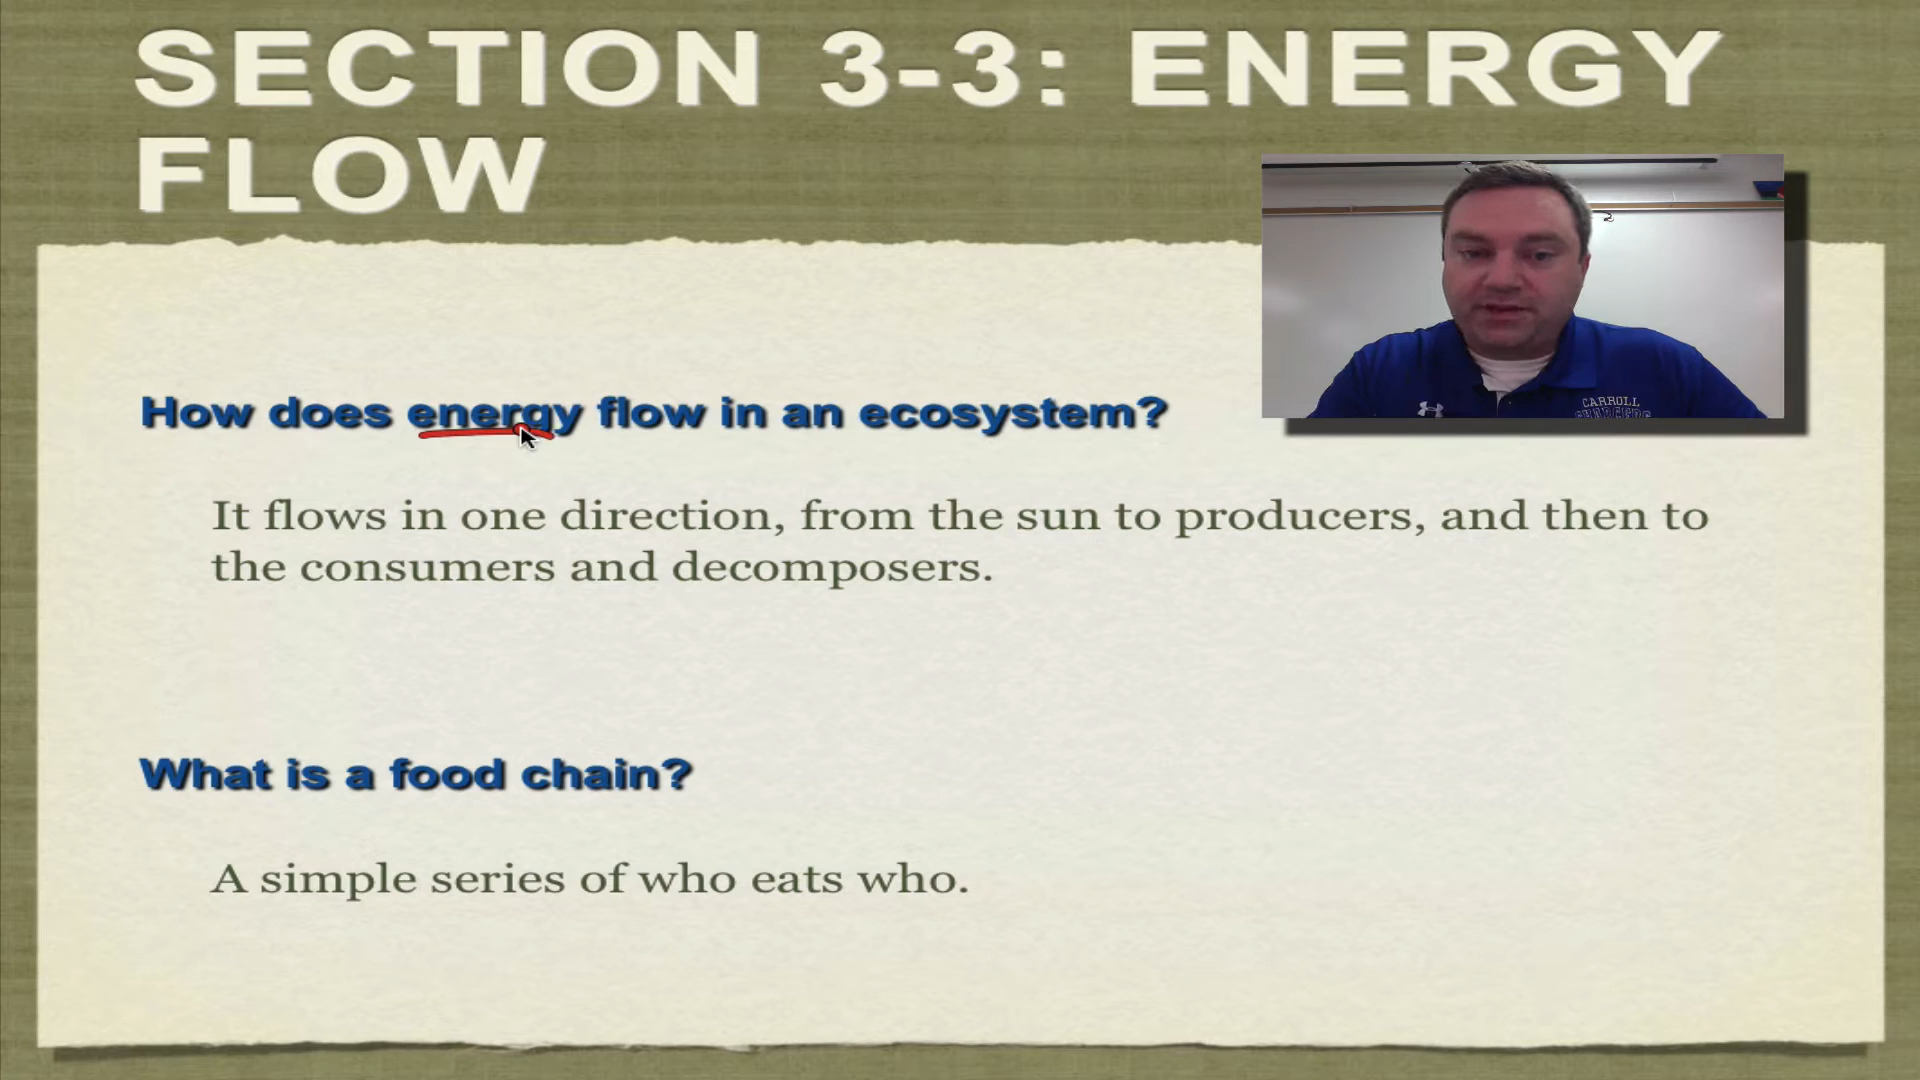 SECTION 3-3: ENERGY
FLOW
CARROLL
CHARGERS
How does energy flow in an ecosystem?
It flows in one direction, from the sun to producers, and then to
the consumers and decomposers.
What is a food chain?
A simple series of who eats who.